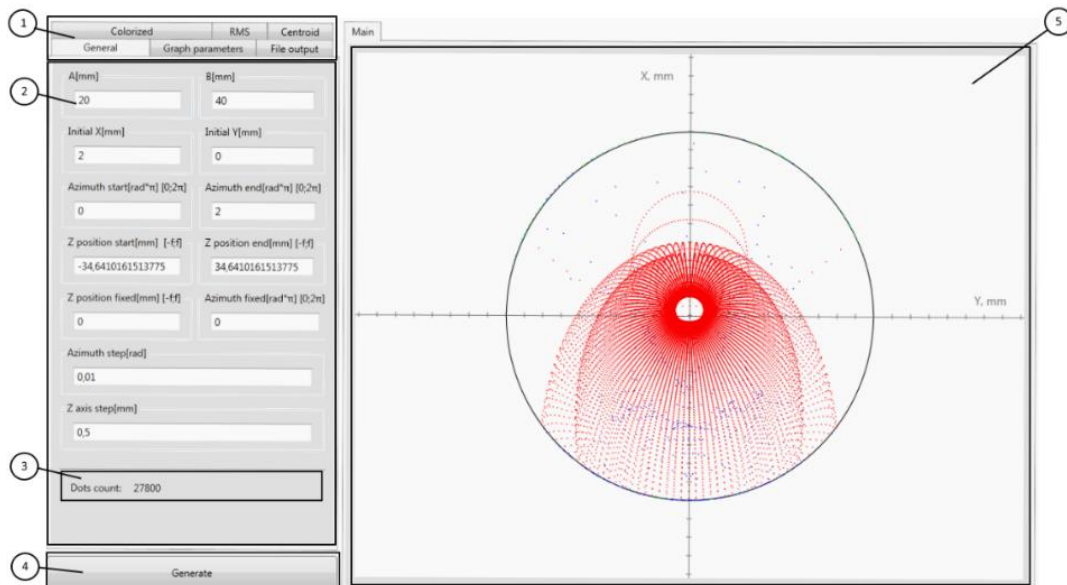 1
Colorized RMS Centroid
General Graph parameters File output
Main
5
2
A[mm] B[mm]
20 40
Initial X[mm] Initial Y[mm]
2 0
Azimuth start[rad*π] [0;2π] Azimuth end[rad*π] [0;2π]
0 2
Z position start[mm] [-f;f] Z position end[mm] [-f;f]
-34,6410161513775 34,6410161513775
Z position fixed[mm] [-f;f] Azimuth fixed[rad*π] [0;2π]
0 0
Azimuth step[rad]
0,01
Z axis step[mm]
0,5
3
Dots count: 27800
4
Generate
X, mm
Y, mm